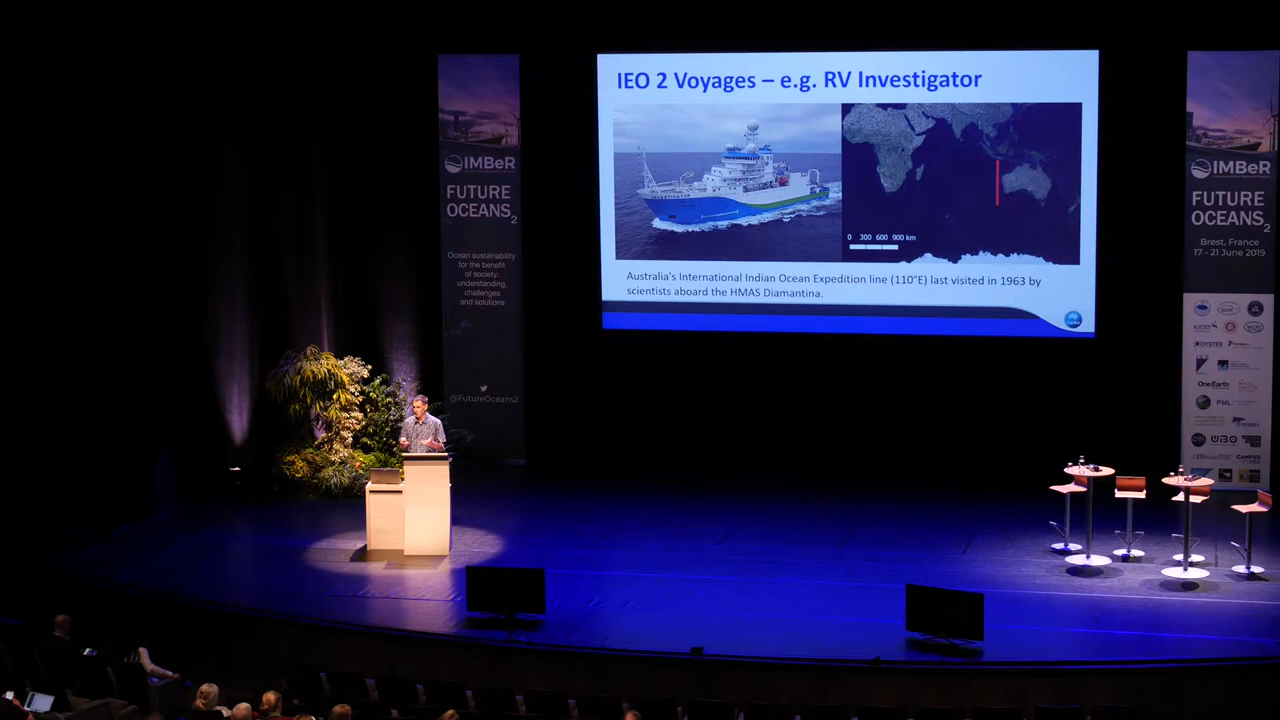 IEO 2 Voyages – e.g. RV Investigator
0 300 600 900 km
Australia's International Indian Ocean Expedition line (110°E) last visited in 1963 by
scientists aboard the HMAS Diamantina.
IMBeR
FUTURE
OCEANS2
Ocean sustainability
for the benefit
of society:
understanding,
challenges
and solutions
@FutureOceans2
IMBeR
FUTURE
OCEANS2
Brest, France
17 - 21 June 2019
OYSTER
One Earth
PML
UBO
CAMPUS